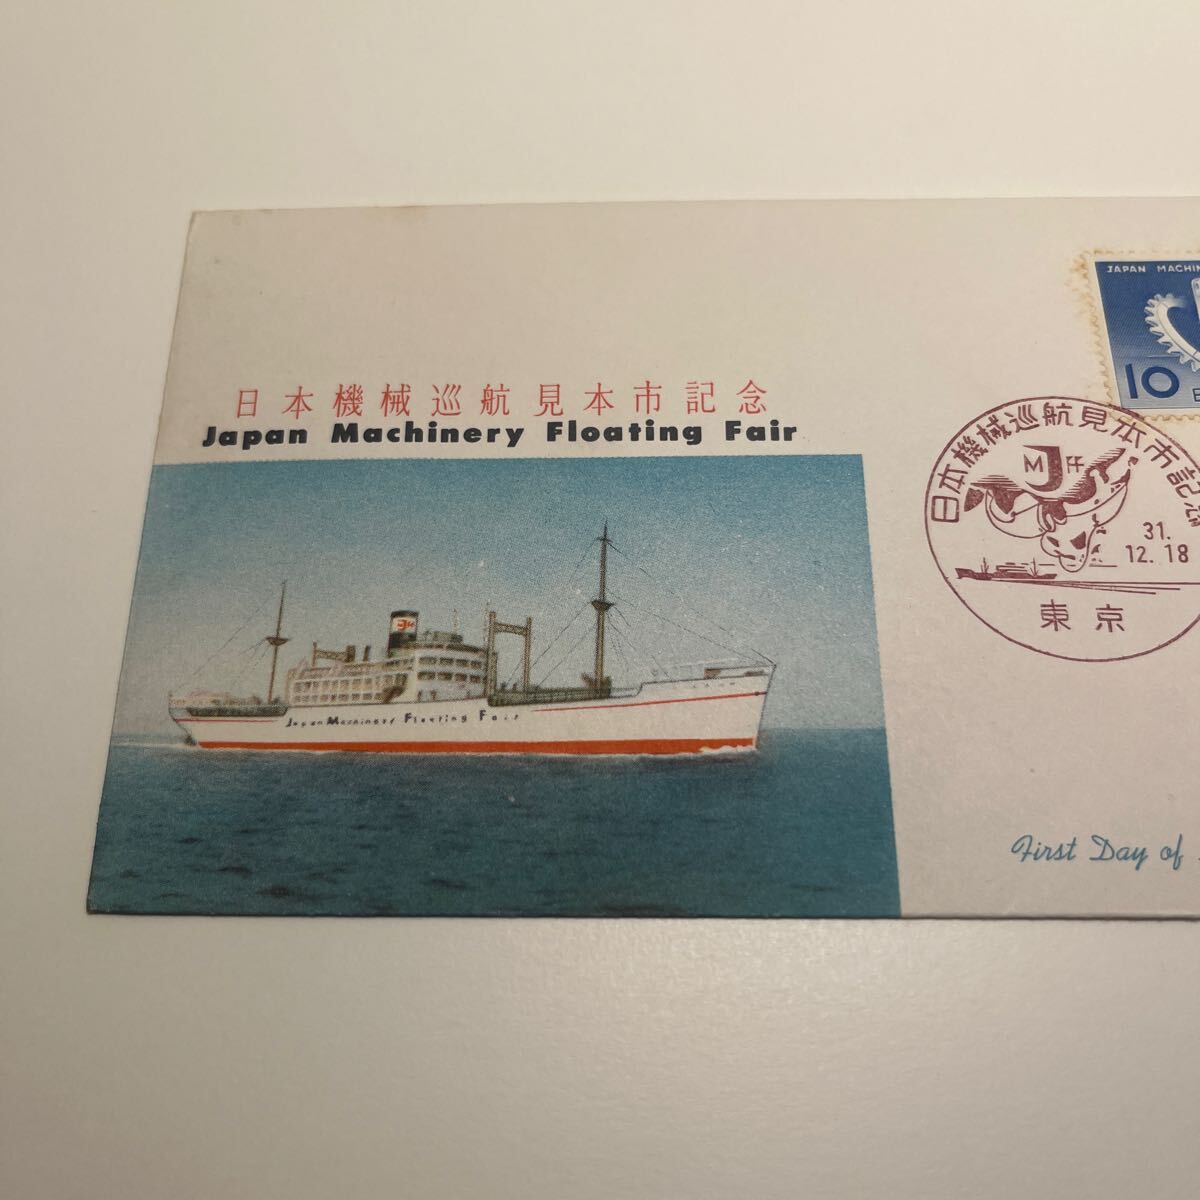 日本機械巡航見本市記念
Japan Machinery Floating Fair
Japan Machinery Floating Fair
JAPAN MACHIN
10
日本機械巡航見本市記念
JMFF
31.
12. 18
東京
First Day of